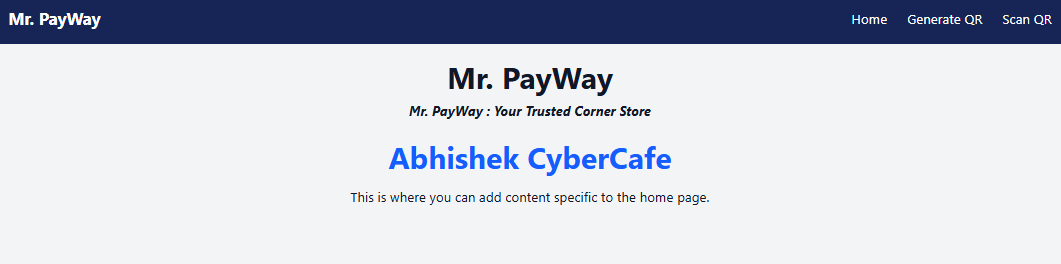 Mr. PayWay
Home Generate QR Scan QR
Mr. PayWay
Mr. PayWay : Your Trusted Corner Store
Abhishek CyberCafe
This is where you can add content specific to the home page.